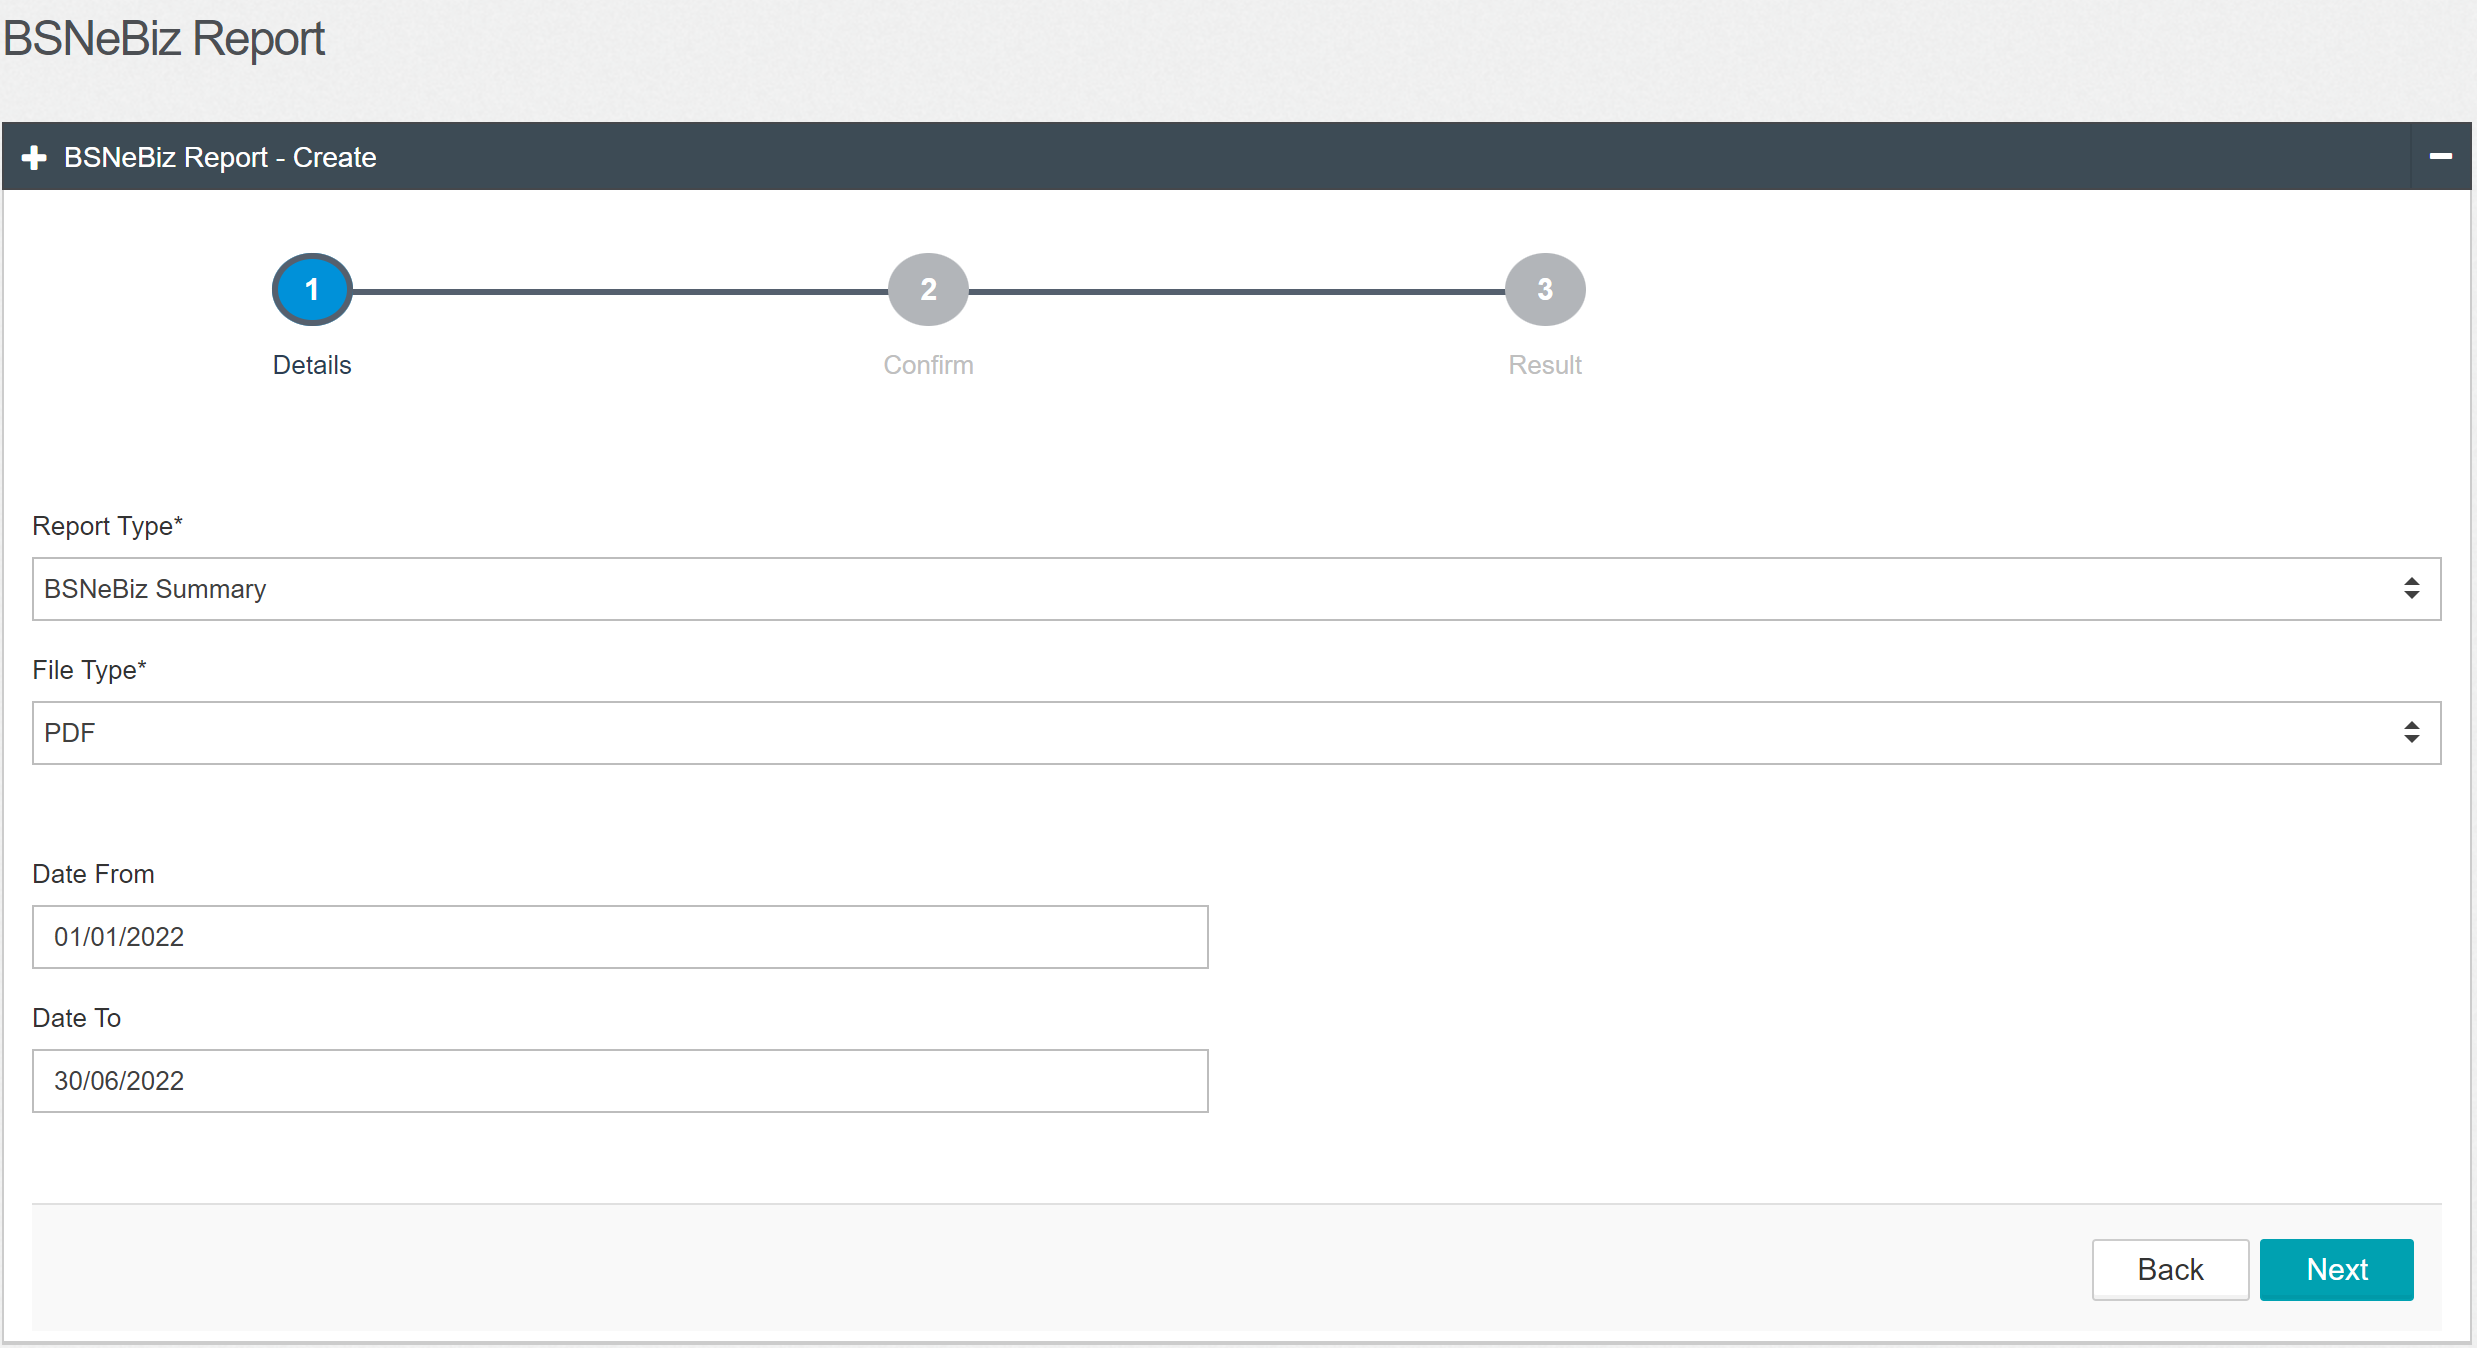 BSNeBiz Report
BSNeBiz Report - Create
1
2
3
Details
Confirm
Result
Report Type*
BSNeBiz Summary
File Type*
PDF
Date From
01/01/2022
Date To
30/06/2022
Back
Next